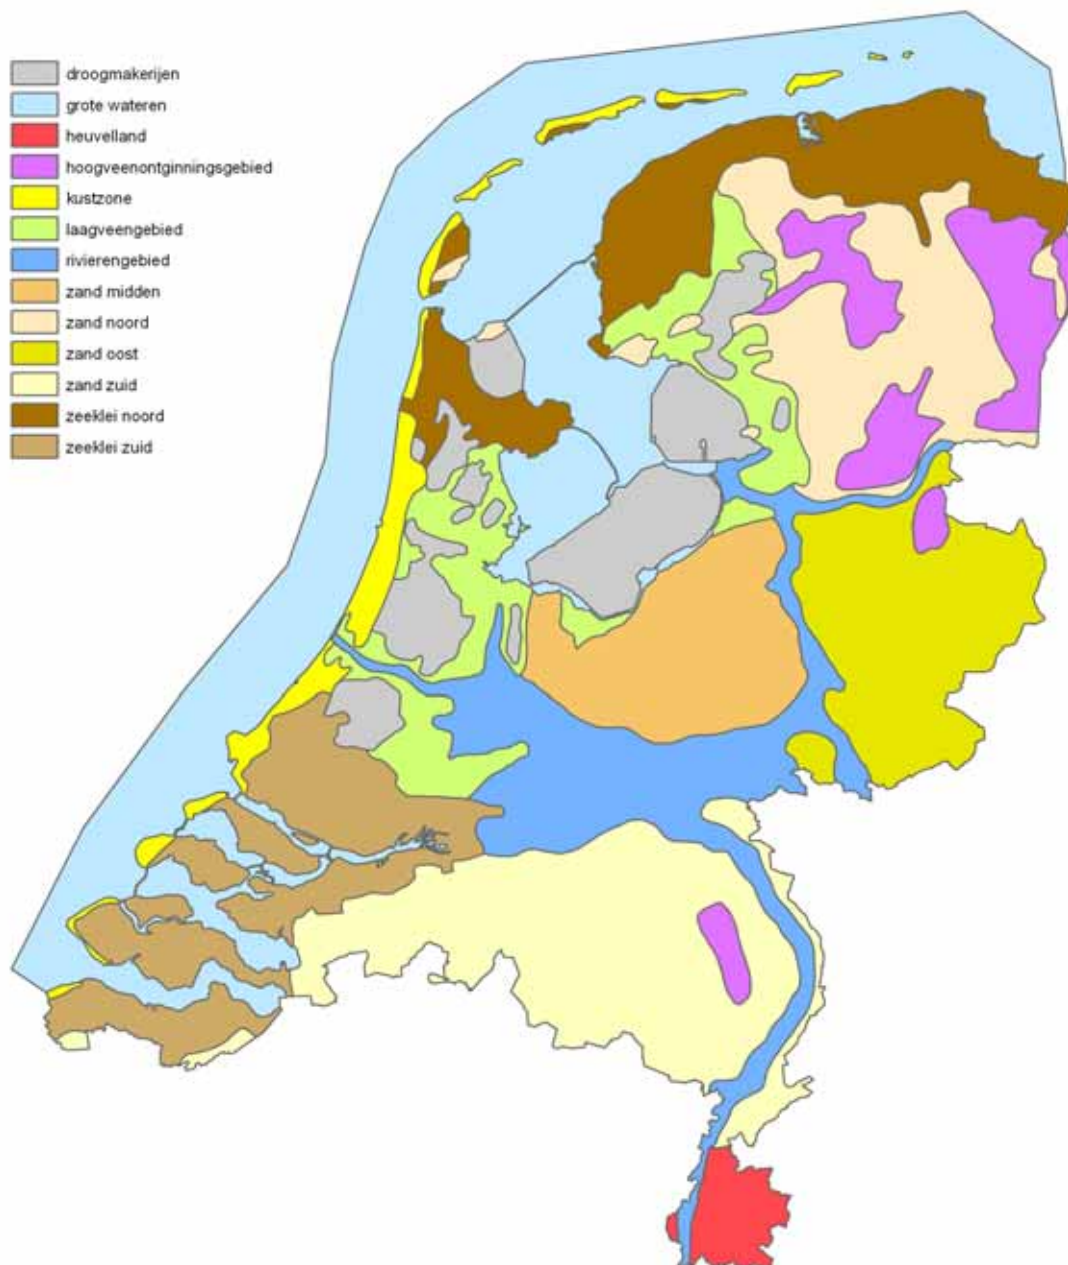 droogmakerijen
grote wateren
heuvelland
hoogveenontginningsgebied
kustzone
laagveengebied
rivierengebied
zand midden
zand noord
zand oost
zand zuid
zeeklei noord
zeeklei zuid